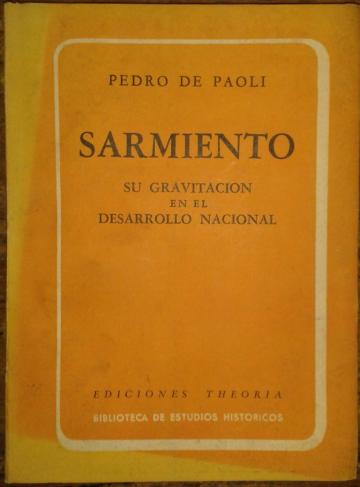 PEDRO DE PAOLI
SARMIENTO
SU GRAVITACION
EN EL
DESARROLLO NACIONAL
EDICIONES THEORIA
BIBLIOTECA DE ESTUDIOS HISTORICOS